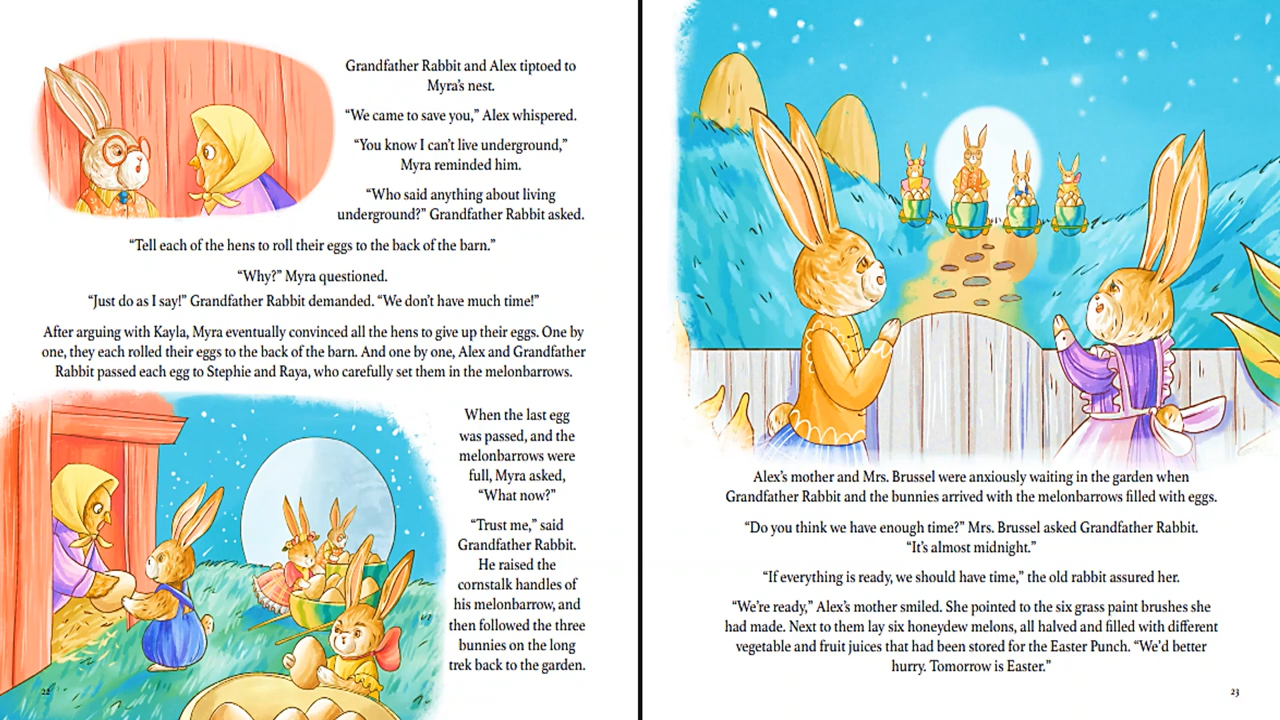 Grandfather Rabbit and Alex tiptoed to
Myra’s nest.
“We came to save you,” Alex whispered.
“You know I can’t live underground,”
Myra reminded him.
“Who said anything about living
underground?” Grandfather Rabbit asked.
“Tell each of the hens to roll their eggs to the back of the barn.”
“Why?” Myra questioned.
“Just do as I say!” Grandfather Rabbit demanded. “We don’t have much time!”
After arguing with Kayla, Myra eventually convinced all the hens to give up their eggs. One by
one, they each rolled their eggs to the back of the barn. And one by one, Alex and Grandfather
Rabbit passed each egg to Stephie and Raya, who carefully set them in the melonbarrows.
When the last egg
was passed, and the
melonbarrows were
full, Myra asked,
“What now?”
“Trust me,” said
Grandfather Rabbit.
He raised the
cornstalk handles of
his melonbarrow, and
then followed the three
bunnies on the long
trek back to the garden.
22
Alex’s mother and Mrs. Brussel were anxiously waiting in the garden when
Grandfather Rabbit and the bunnies arrived with the melonbarrows filled with eggs.
“Do you think we have enough time?” Mrs. Brussel asked Grandfather Rabbit.
“It’s almost midnight.”
“If everything is ready, we should have time,” the old rabbit assured her.
“We’re ready,” Alex’s mother smiled. She pointed to the six grass paint brushes she
had made. Next to them lay six honeydew melons, all halved and filled with different
vegetable and fruit juices that had been stored for the Easter Punch. “We’d better
hurry. Tomorrow is Easter.”
23